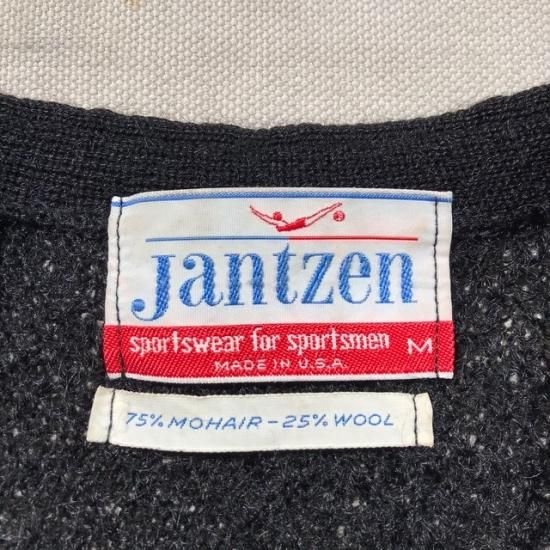 Jantzen
sportswear for sportsmen M
MADE IN U.S.A.
75% MOHAIR - 25% WOOL